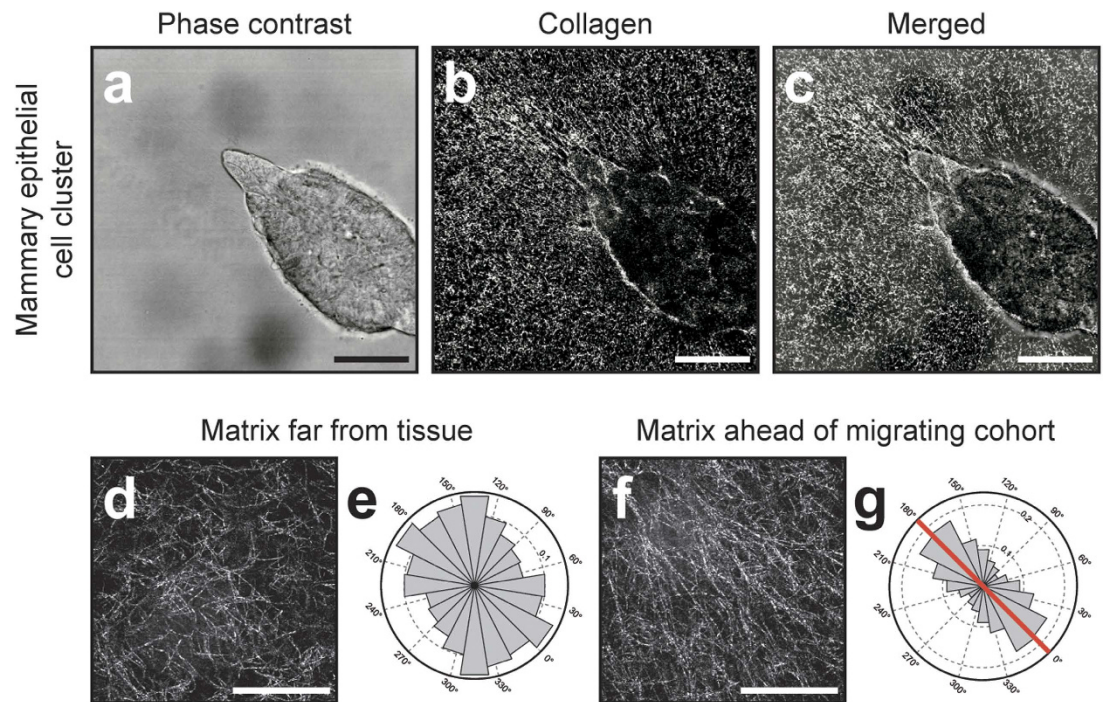 Phase contrast
Collagen
Merged
Mammary epithelial
cell cluster
a
b
c
Matrix far from tissue
Matrix ahead of migrating cohort
d
e
150°
120°
180°
90°
210°
0.1
60°
240°
30°
270°
0°
300°
330°
f
g
150°
120°
180°
0.2
90°
210°
0.1
60°
240°
30°
270°
0°
300°
330°